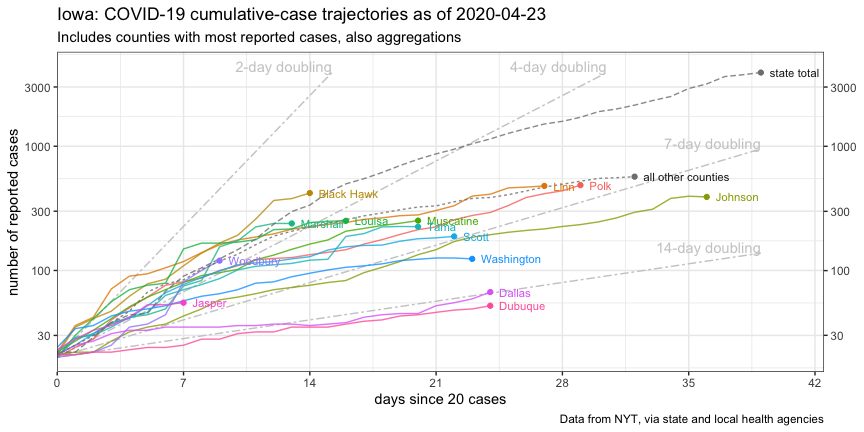 Iowa: COVID-19 cumulative-case trajectories as of 2020-04-23
Includes counties with most reported cases, also aggregations
2-day doubling
4-day doubling
state total
3000
3000
1000
7-day doubling
1000
all other counties
Linn
Polk
Black Hawk
Johnson
300
Marshall
Louisa
Muscatine
Tama
300
Scott
14-day doubling
Woodbury
Washington
100
100
Dallas
Jasper
Dubuque
30
30
0
7
14
21
28
35
42
number of reported cases
days since 20 cases
Data from NYT, via state and local health agencies